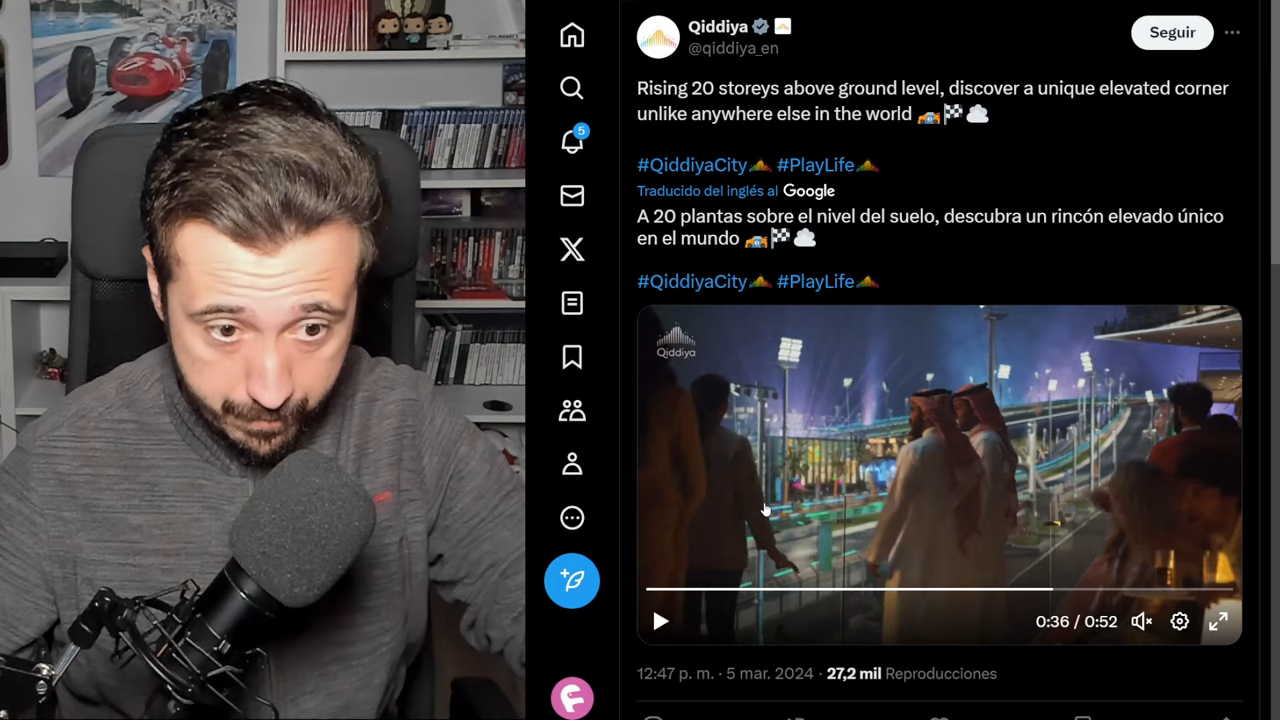 Qiddiya
@qiddiya_en
Seguir
Rising 20 storeys above ground level, discover a unique elevated corner
unlike anywhere else in the world 🏎️🏁☁️
#QiddiyaCity #PlayLife
Traducido del inglés al Google
A 20 plantas sobre el nivel del suelo, descubra un rincón elevado único
en el mundo 🏎️🏁☁️
#QiddiyaCity #PlayLife
Qiddiya
0:36 / 0:52
12:47 p. m. · 5 mar. 2024 · 27,2 mil Reproducciones
5